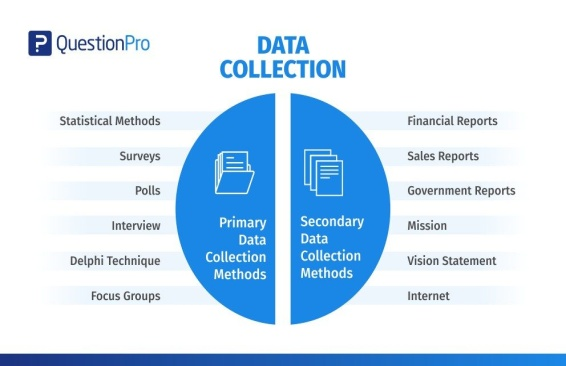 QuestionPro
DATA
COLLECTION
Statistical Methods
Surveys
Polls
Interview
Delphi Technique
Focus Groups
Primary
Data
Collection
Methods
Secondary
Data
Collection
Methods
Financial Reports
Sales Reports
Government Reports
Mission
Vision Statement
Internet